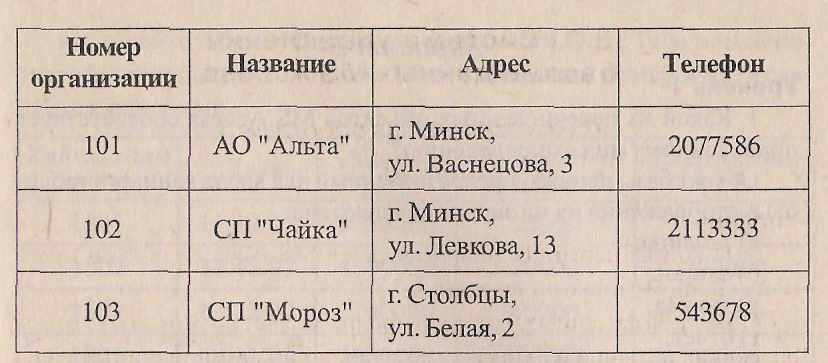 Номер
организации
Название
Адрес
Телефон
101
АО "Альта"
г. Минск,
ул. Васнецова, 3
2077586
102
СП "Чайка"
г. Минск,
ул. Левкова, 13
2113333
103
СП "Мороз"
г. Столбцы,
ул. Белая, 2
543678